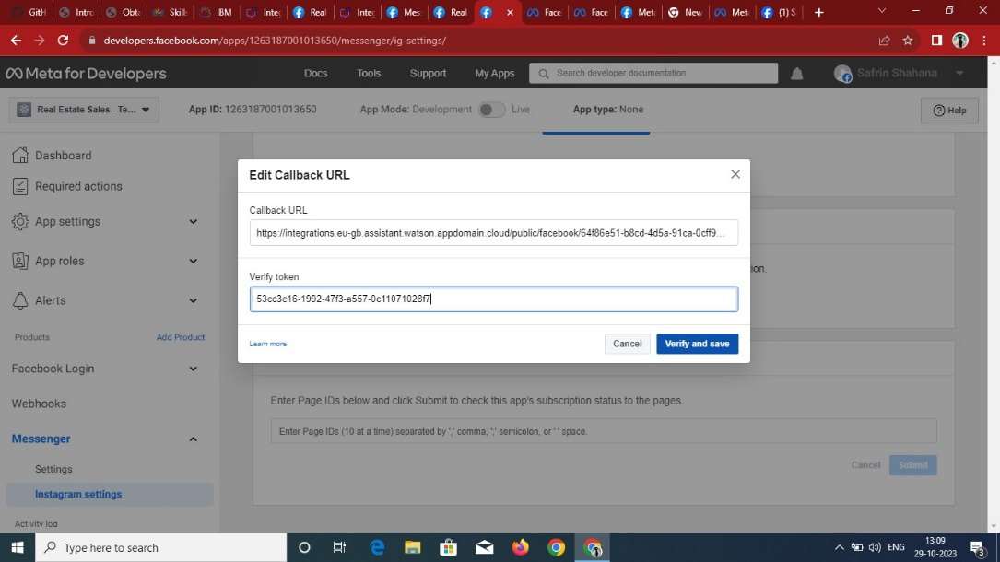 GitH
Intro
Obta
Skills
IBM
Inte
Real
Inte
Mes
Real
Face
Face
Meta
New
Meta
(1) S
developers.facebook.com/apps/1263187001013650/messenger/ig-settings/
Meta for Developers
Docs
Tools
Support
My Apps
Search developer documentation
Safrin Shahana
Real Estate Sales - Te...
App ID: 1263187001013650
App Mode: Development
Live
App type: None
Help
Dashboard
Required actions
App settings
App roles
Alerts
Products
Add Product
Facebook Login
Webhooks
Messenger
Settings
Instagram settings
Activity log
Edit Callback URL
Callback URL
https://integrations.eu-gb.assistant.watson.appdomain.cloud/public/facebook/64f86e51-b8cd-4d5a-91ca-0cff9...
Verify token
53cc3c16-1992-47f3-a557-0c11071028f7
Learn more
Cancel
Verify and save
ion.
Enter Page IDs below and click Submit to check this app's subscription status to the pages.
Enter Page IDs (10 at a time) separated by ',' comma, ';' semicolon, or ' ' space.
Cancel
Submit
Type here to search
ENG
13:09
29-10-2023
3